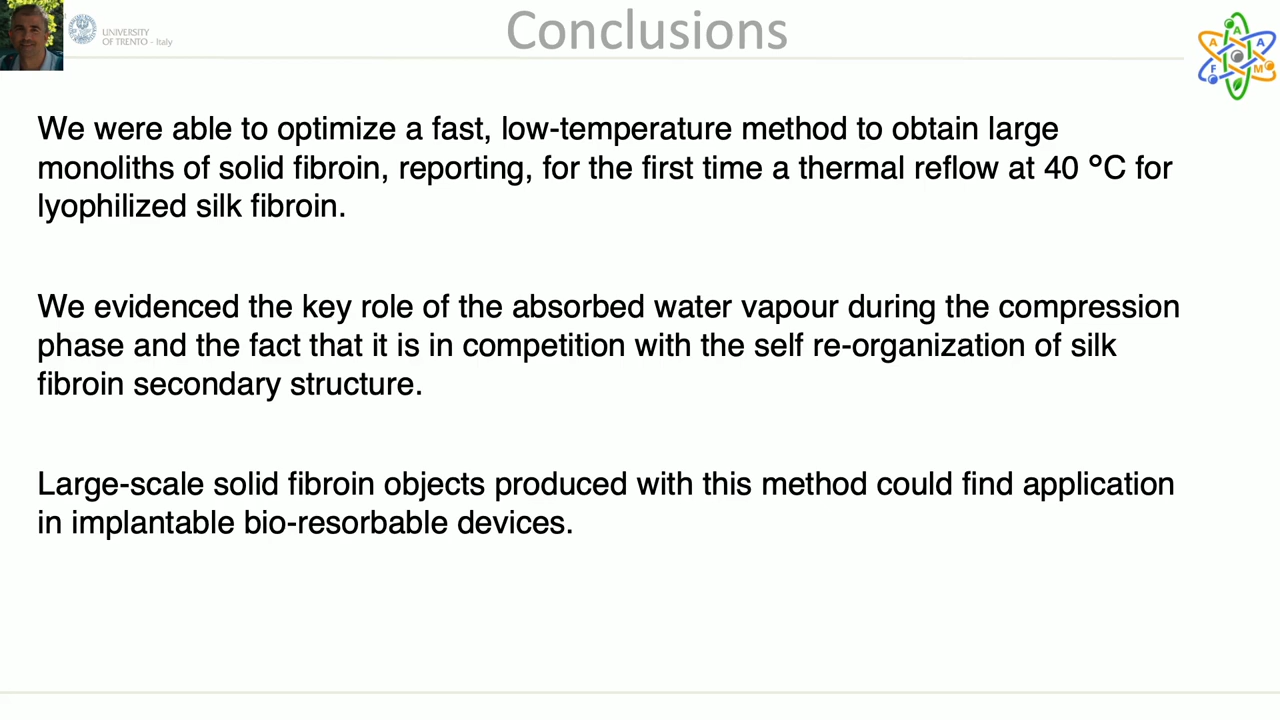 UNIVERSITY
OF TRENTO - Italy
Conclusions
A
A
A
F
M
We were able to optimize a fast, low-temperature method to obtain large
monoliths of solid fibroin, reporting, for the first time a thermal reflow at 40 °C for
lyophilized silk fibroin.
We evidenced the key role of the absorbed water vapour during the compression
phase and the fact that it is in competition with the self re-organization of silk
fibroin secondary structure.
Large-scale solid fibroin objects produced with this method could find application
in implantable bio-resorbable devices.